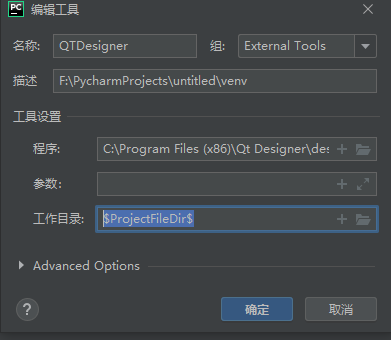 PC 编辑工具
名称: QTDesigner 组: External Tools
描述 F:\PycharmProjects\untitled\venv
工具设置
程序: C:\Program Files (x86)\Qt Designer\des
参数:
工作目录: $ProjectFileDir$
Advanced Options
? 确定 取消